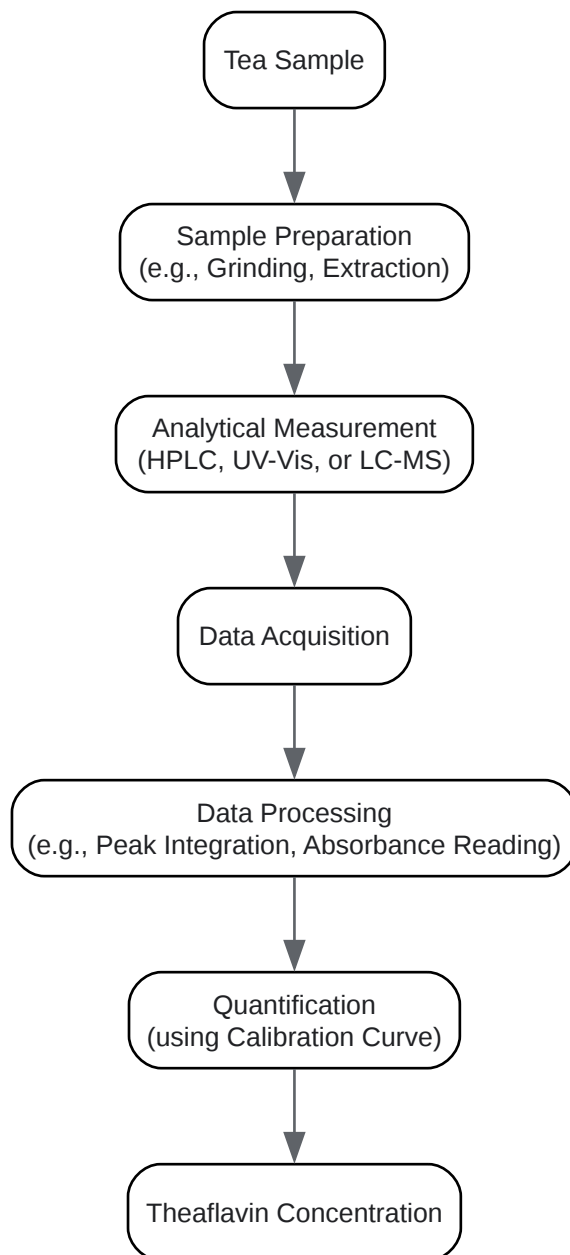 Tea Sample
Sample Preparation
(e.g., Grinding, Extraction)
Analytical Measurement
(HPLC, UV-Vis, or LC-MS)
Data Acquisition
Data Processing
(e.g., Peak Integration, Absorbance Reading)
Quantification
(using Calibration Curve)
Theaflavin Concentration